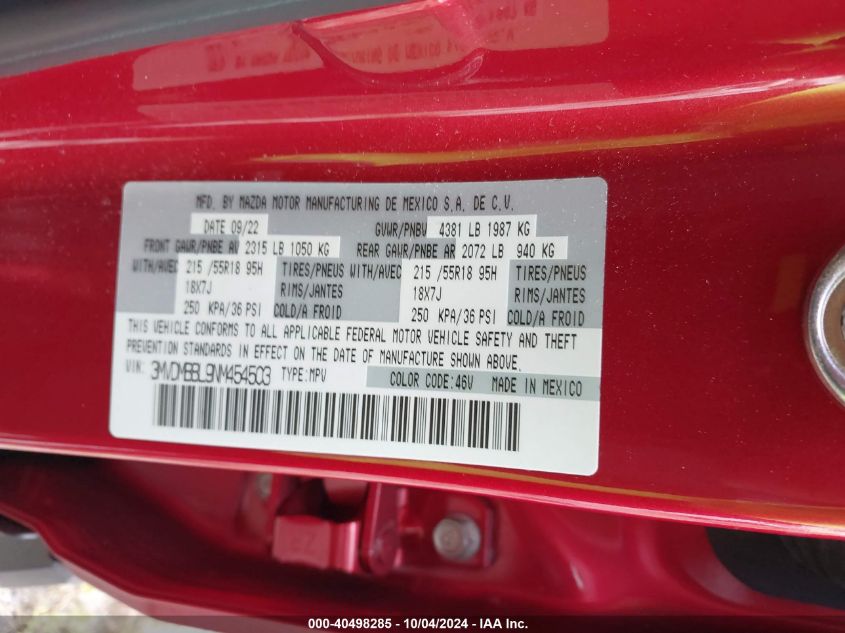 MFD. BY MAZDA MOTOR MANUFACTURING DE MEXICO S.A. DE C.V.
DATE 09/22 GVWR/PNBV 4381 LB 1987 KG
FRONT GAWR/PNBE AV 2315 LB 1050 KG REAR GAWR/PNBE AR 2072 LB 940 KG
WITH/AVEC 215 /55R18 95H TIRES/PNEUS WITH/AVEC 215 /55R18 95H TIRES/PNEUS
18X7J RIMS/JANTES 18X7J RIMS/JANTES
250 KPA/36 PSI COLD/A FROID 250 KPA/36 PSI COLD/A FROID
THIS VEHICLE CONFORMS TO ALL APPLICABLE FEDERAL MOTOR VEHICLE SAFETY AND THEFT
PREVENTION STANDARDS IN EFFECT ON THE DATE OF MANUFACTURE SHOWN ABOVE.
VIN: 3MVDMBBL9NM454503 TYPE:MPV COLOR CODE:46V MADE IN MEXICO
000-40498285 - 10/04/2024 - IAA Inc.